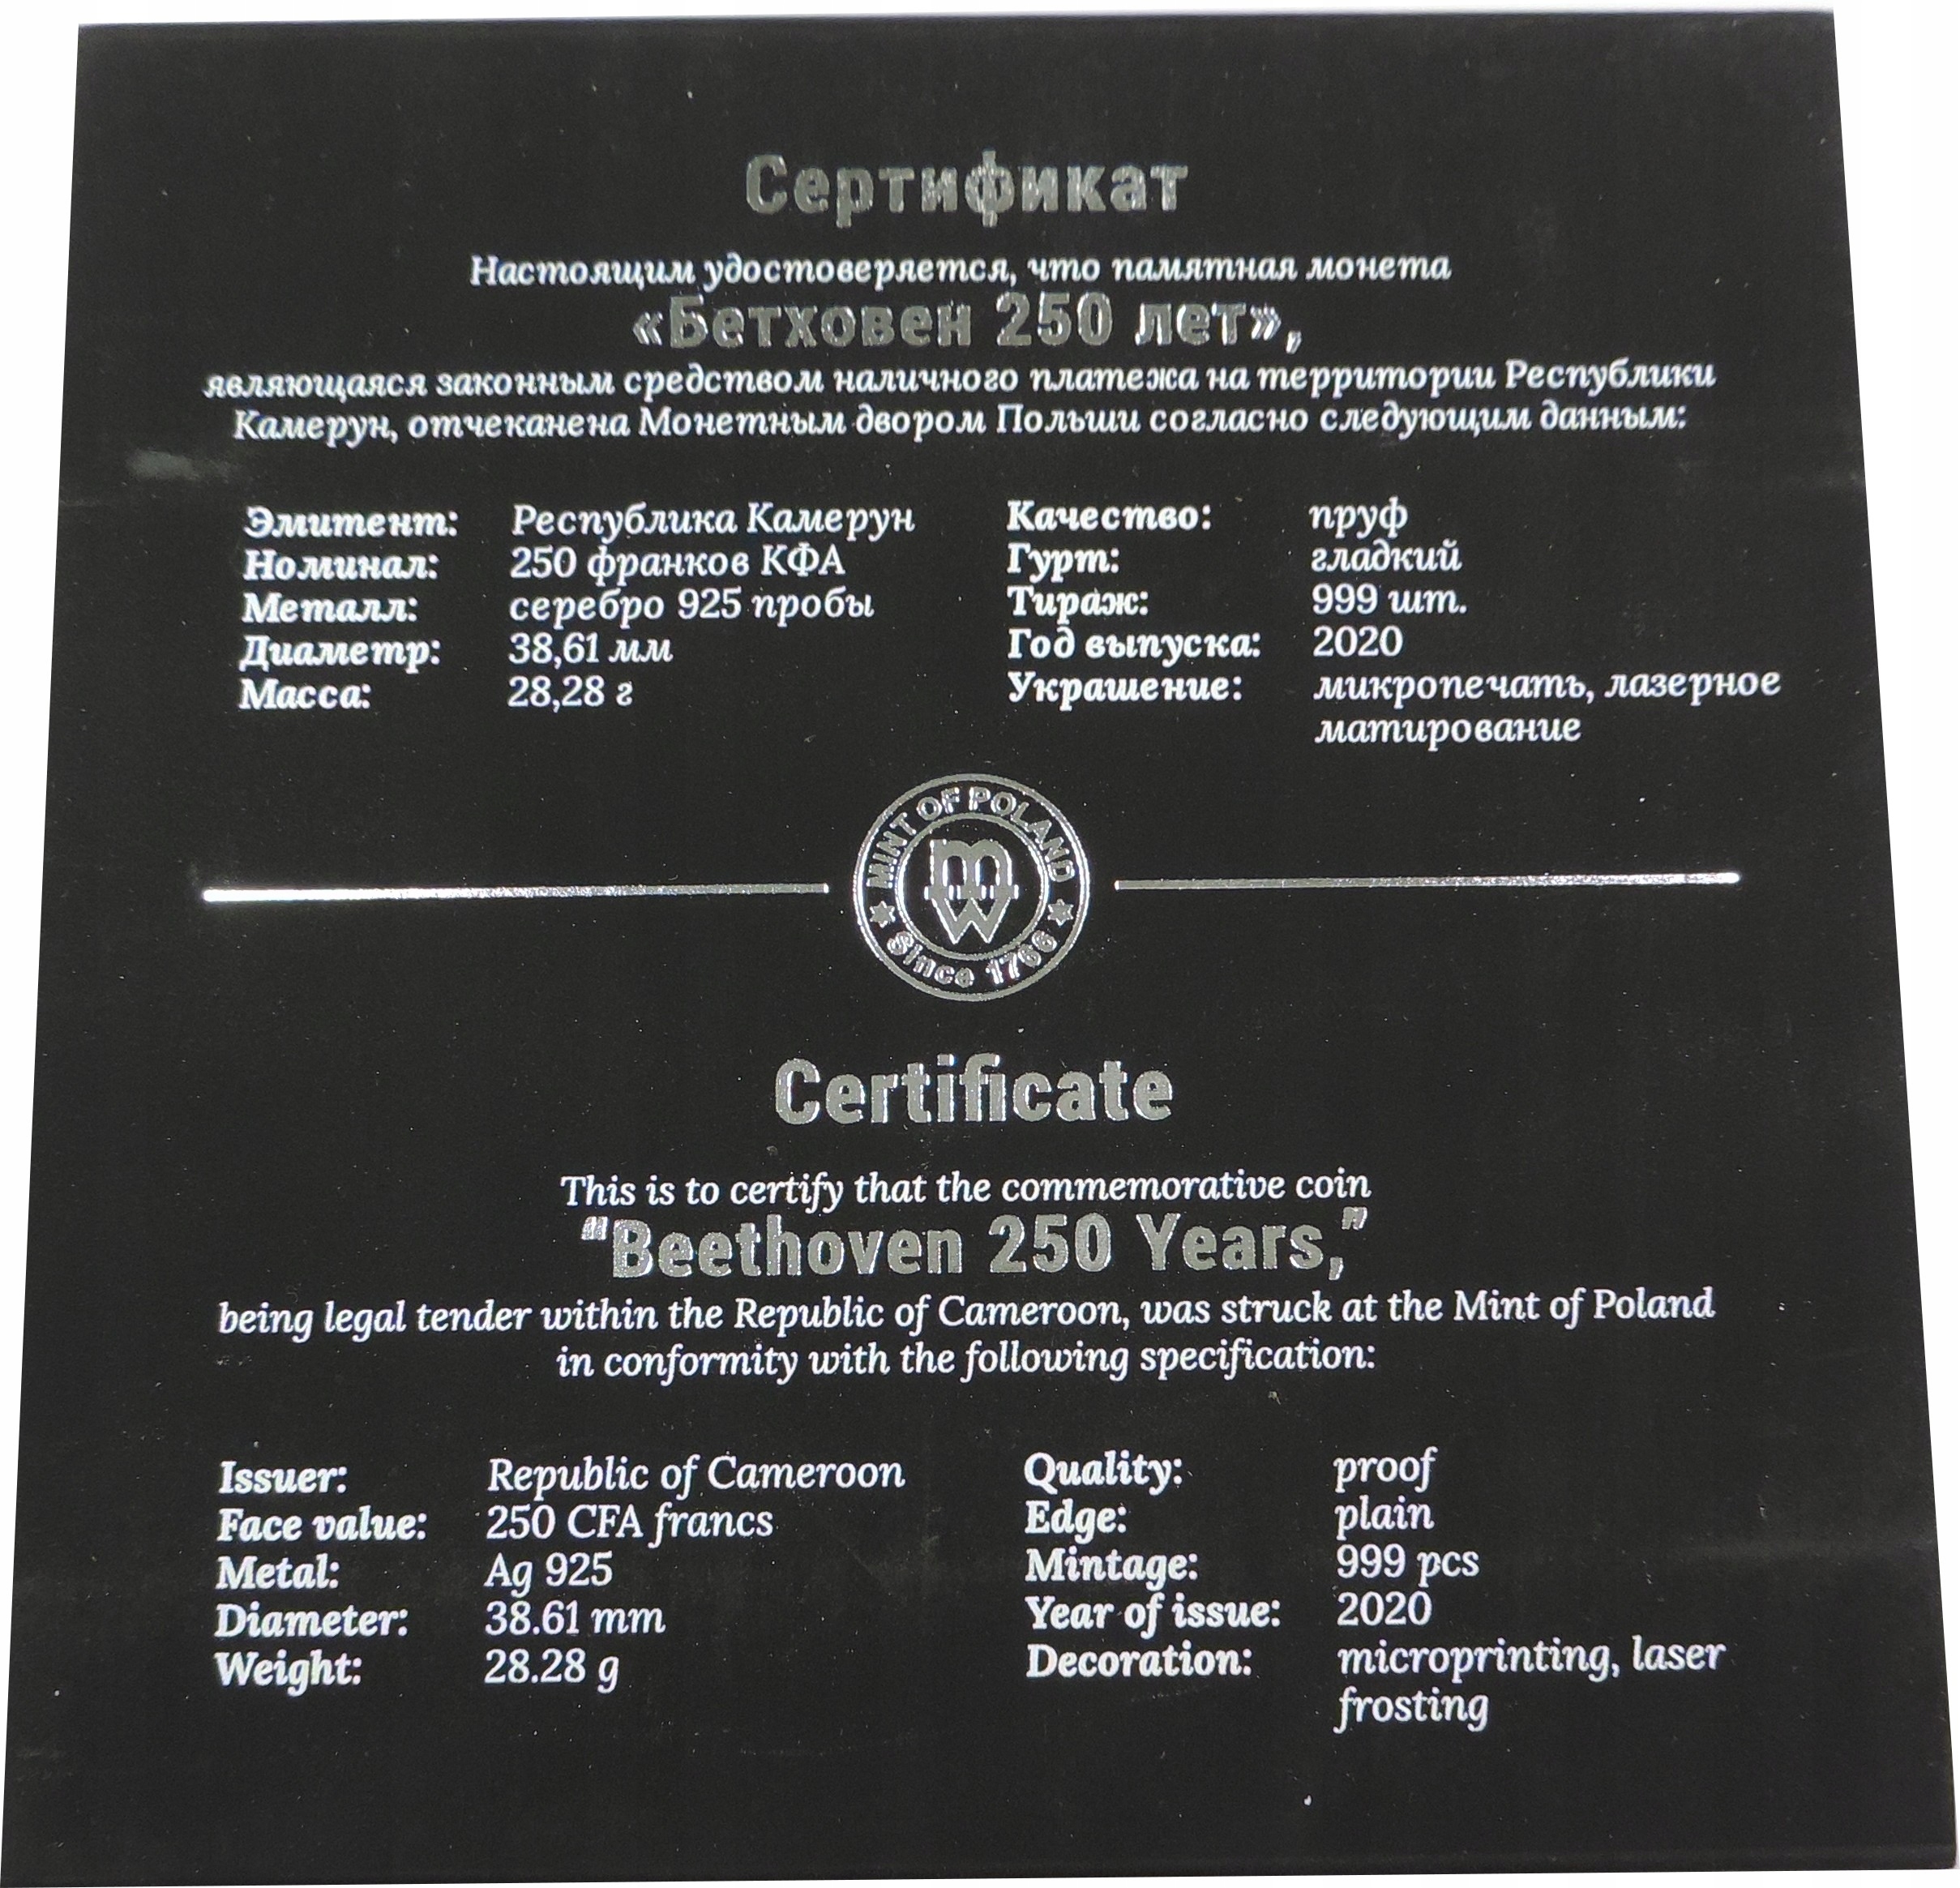 Сертификат
Настоящим удостоверяется, что памятная монета
«Бетховен 250 лет»,
являющаяся законным средством наличного платежа на территории Республики
Камерун, отчеканена Монетным двором Польши согласно следующим данным:
Эмитент: Республика Камерун
Номинал: 250 франков КФА
Металл: серебро 925 пробы
Диаметр: 38,61 мм
Масса: 28,28 г
Качество: пруф
Гурт: гладкий
Тираж: 999 шт.
Год выпуска: 2020
Украшение: микропечать, лазерное
матирование
MINT OF POLAND
mw
Since 1766
Certificate
This is to certify that the commemorative coin
“Beethoven 250 Years,”
being legal tender within the Republic of Cameroon, was struck at the Mint of Poland
in conformity with the following specification:
Issuer: Republic of Cameroon
Face value: 250 CFA francs
Metal: Ag 925
Diameter: 38.61 mm
Weight: 28.28 g
Quality: proof
Edge: plain
Mintage: 999 pcs
Year of issue: 2020
Decoration: microprinting, laser
frosting